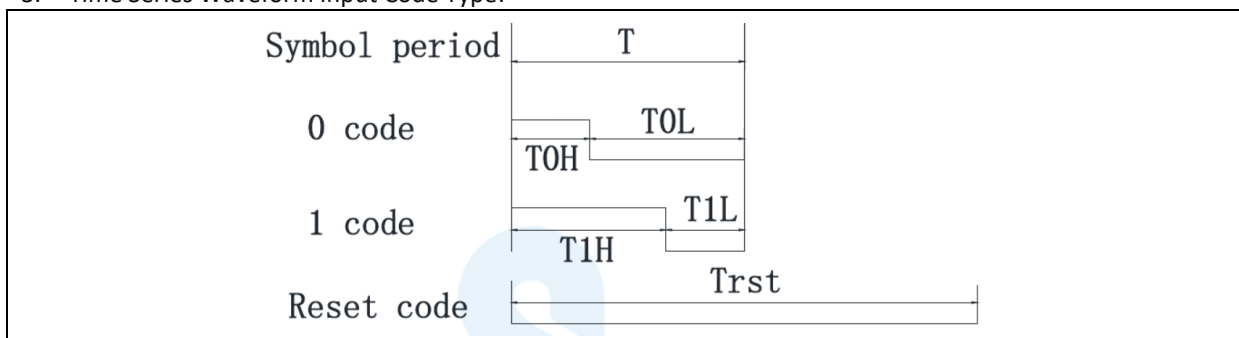 Time Series Waveform Input Code Type:
Symbol period T
0 code T0H T0L
1 code T1H T1L
Reset code Trst